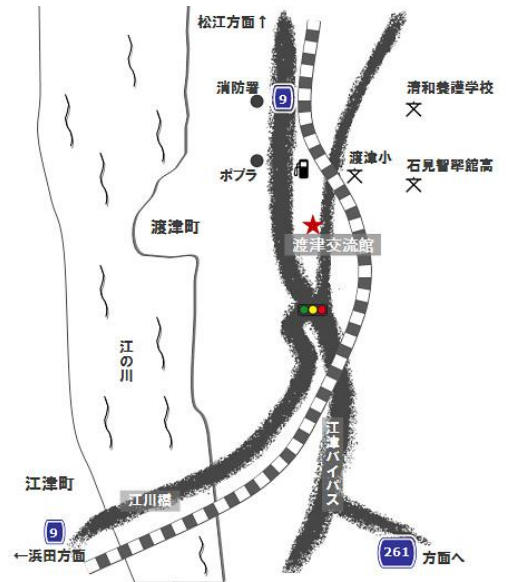 松江方面↑
消防署
9
清和養護学校
ポプラ
渡津小
石見智翠館高
渡津町
渡津交流館
江の川
江津バイパス
江津町
江川橋
9
←浜田方面
261
方面へ